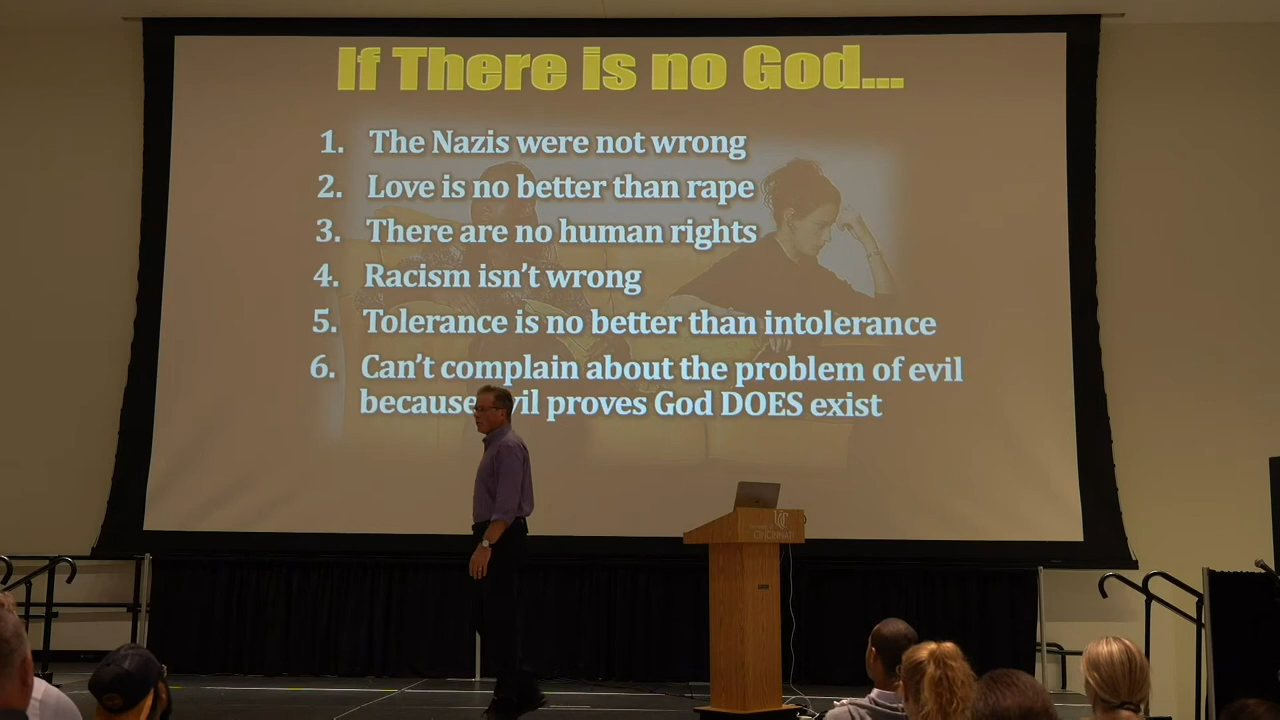 If There is no God...
1. The Nazis were not wrong
2. Love is no better than rape
3. There are no human rights
4. Racism isn't wrong
5. Tolerance is no better than intolerance
6. Can't complain about the problem of evil
because evil proves God DOES exist
CINCINNATI